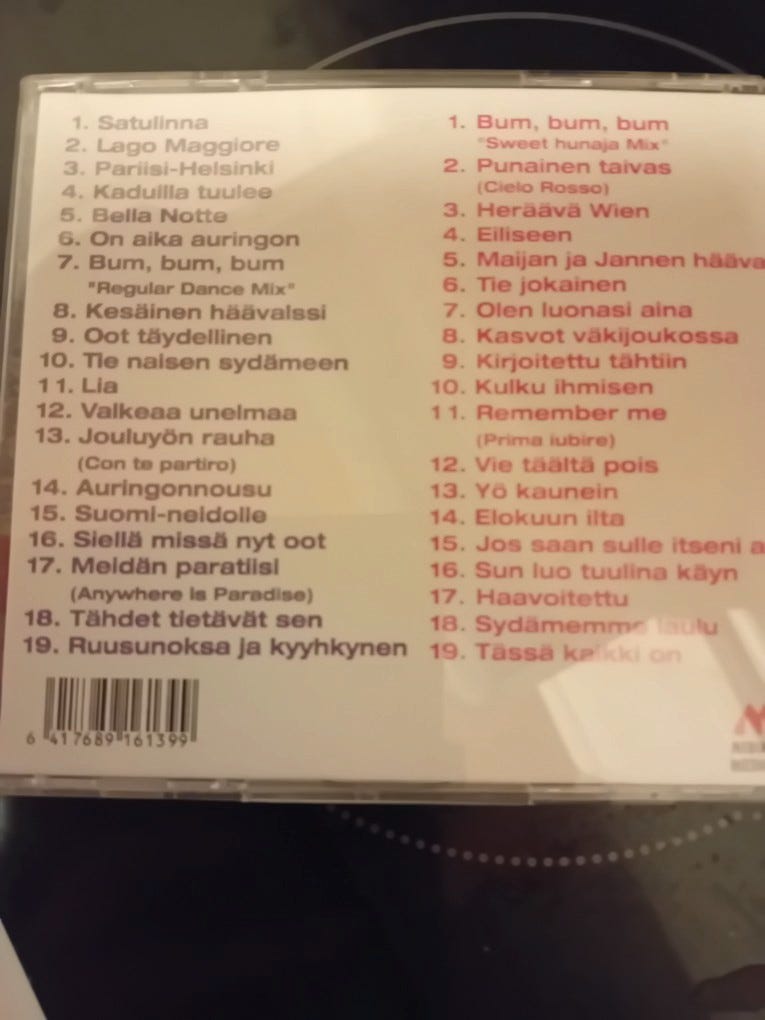 1. Satulinna
2. Lago Maggiore
3. Pariisi-Helsinki
4. Kaduilla tuulee
5. Bella Notte
6. On aika auringon
7. Bum, bum, bum
"Regular Dance Mix"
8. Kesäinen häävalssi
9. Oot täydellinen
10. Tie naisen sydämeen
11. Lia
12. Valkeaa unelmaa
13. Jouluyön rauha
(Con te partiro)
14. Auringonnousu
15. Suomi-neidolle
16. Siellä missä nyt oot
17. Meidän paratiisi
(Anywhere is Paradise)
18. Tähdet tietävät sen
19. Ruusunoksa ja kyyhkynen
6 417689 161399
1. Bum, bum, bum
"Sweet hunaja Mix"
2. Punainen taivas
(Cielo Rosso)
3. Heräävä Wien
4. Eiliseen
5. Maijan ja Jannen hääva
6. Tie jokainen
7. Olen luonasi aina
8. Kasvot väkijoukossa
9. Kirjoitettu tähtiin
10. Kulku ihmisen
11. Remember me
(Prima iubire)
12. Vie täältä pois
13. Yö kaunein
14. Elokuun ilta
15. Jos saan sulle itseni a
16. Sun luo tuulina käyn
17. Haavoitettu
18. Sydämemme laulu
19. Tässä kaikki on